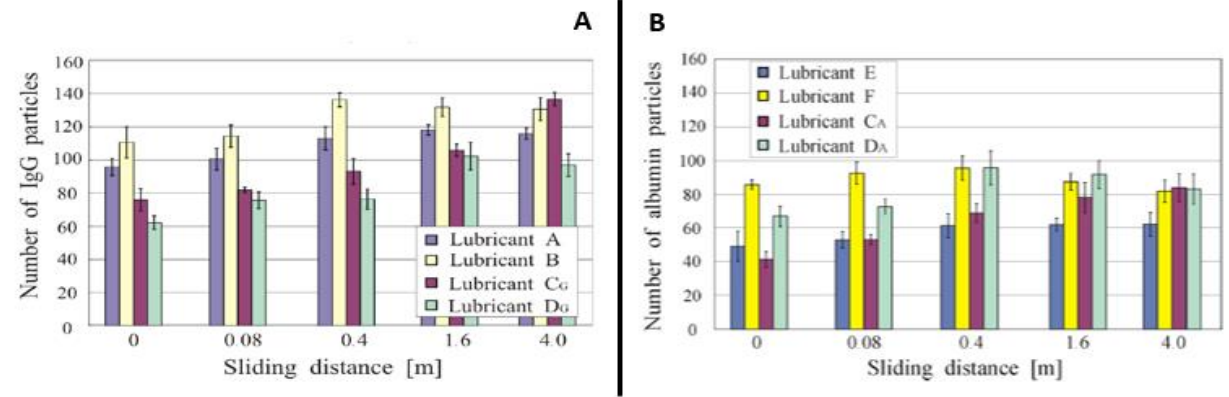 A
Number of IgG particles
160
140
120
100
80
60
40
20
0
Lubricant A
Lubricant B
Lubricant CG
Lubricant DG
0 0.08 0.4 1.6 4.0
Sliding distance [m]
B
Number of albumin particles
160
140
120
100
80
60
40
20
0
Lubricant E
Lubricant F
Lubricant CA
Lubricant DA
0 0.08 0.4 1.6 4.0
Sliding distance [m]